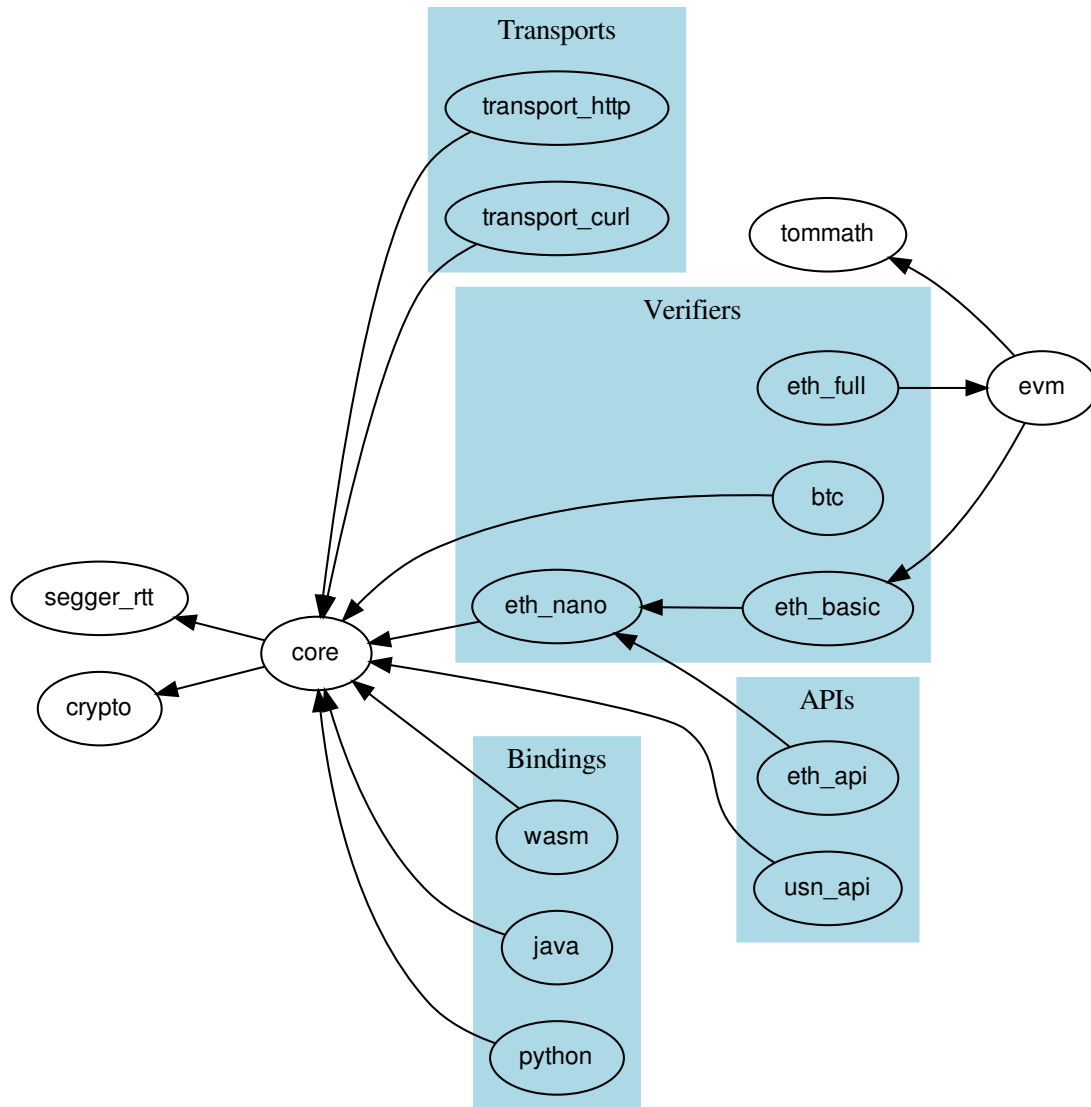 Transports
transport_http
transport_curl
tommath
Verifiers
eth_full
evm
btc
segger_rtt
eth_nano
eth_basic
core
crypto
APIs
Bindings
eth_api
wasm
usn_api
java
python